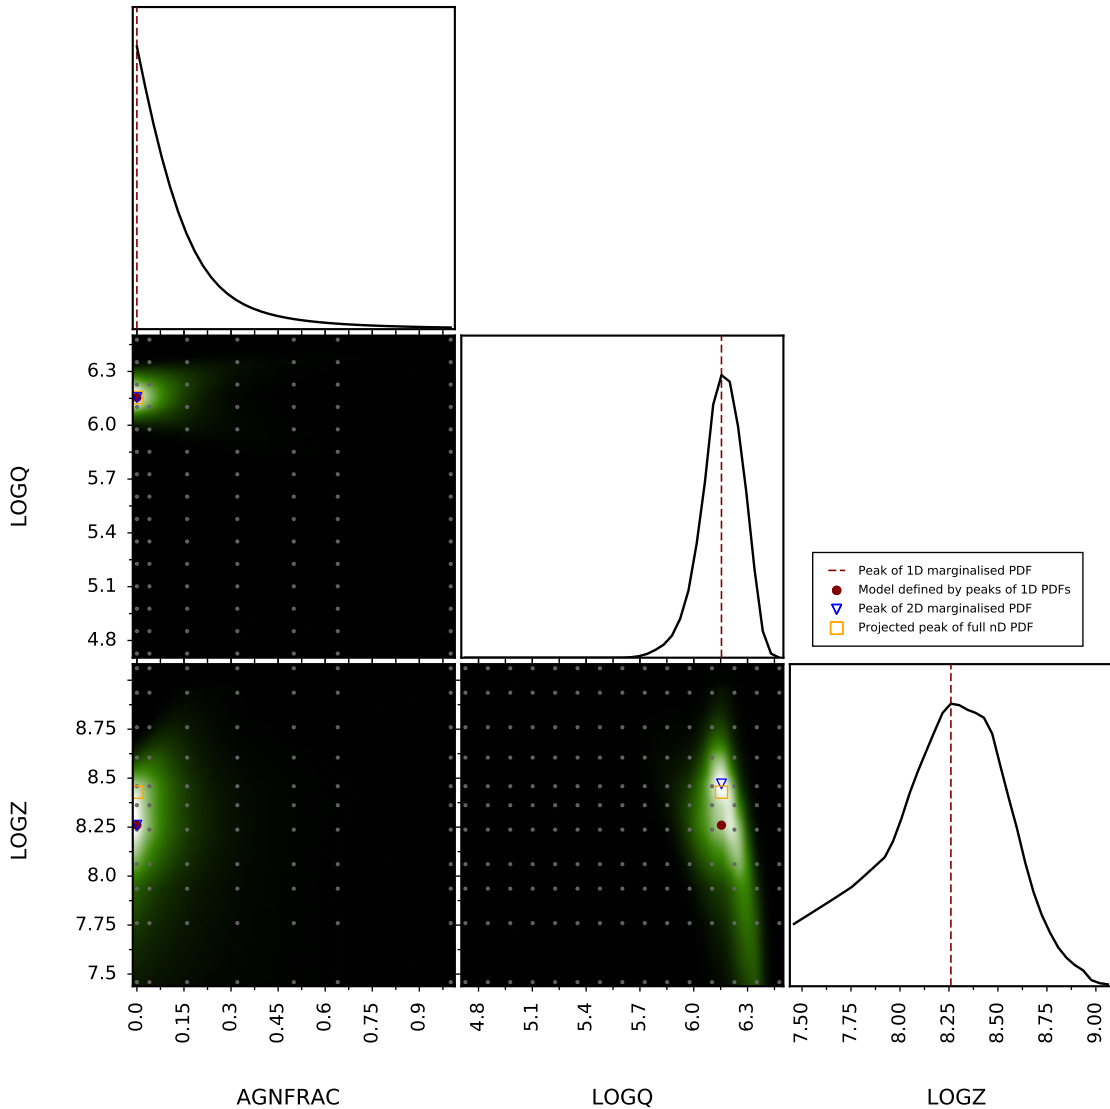 LOGQ
6.3
6.0
5.7
5.4
5.1
4.8
Peak of 1D marginalised PDF
Model defined by peaks of 1D PDFs
Peak of 2D marginalised PDF
Projected peak of full nD PDF
LOGZ
8.75
8.5
8.25
8.0
7.75
7.5
0.0 0.15 0.3 0.45 0.6 0.75 0.9
4.8 5.1 5.4 5.7 6.0 6.3
7.50 7.75 8.00 8.25 8.50 8.75 9.00
AGNFRAC LOGQ LOGZ